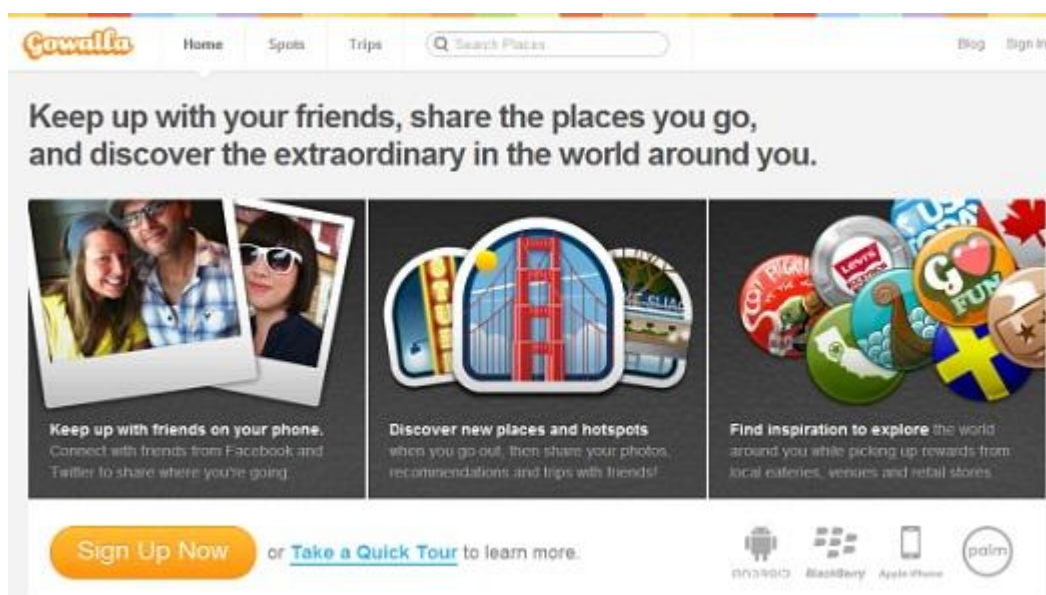 Gowalla
Home Spots Trips Search Places Blog Sign In
Keep up with your friends, share the places you go,
and discover the extraordinary in the world around you.
LEVI'S
GO
FUN
Keep up with friends on your phone.
Connect with friends from Facebook and
Twitter to share where you're going.
Discover new places and hotspots
when you go out, then share your photos,
recommendations and trips with friends!
Find inspiration to explore the world
around you while picking up rewards from
local eateries, venues and retail stores.
Sign Up Now or Take a Quick Tour to learn more.
ANDROID BlackBerry Apple iPhone palm